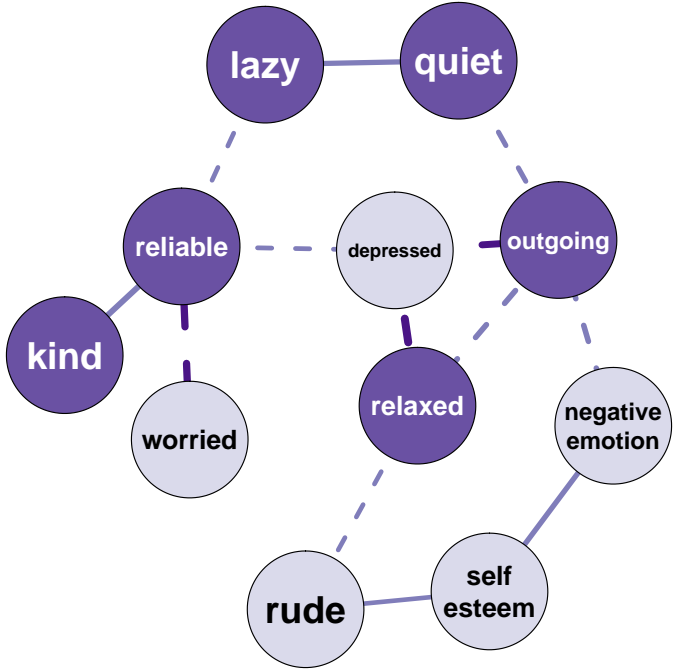 lazy
quiet
reliable
depressed
outgoing
kind
relaxed
worried
negative
emotion
self
esteem
rude